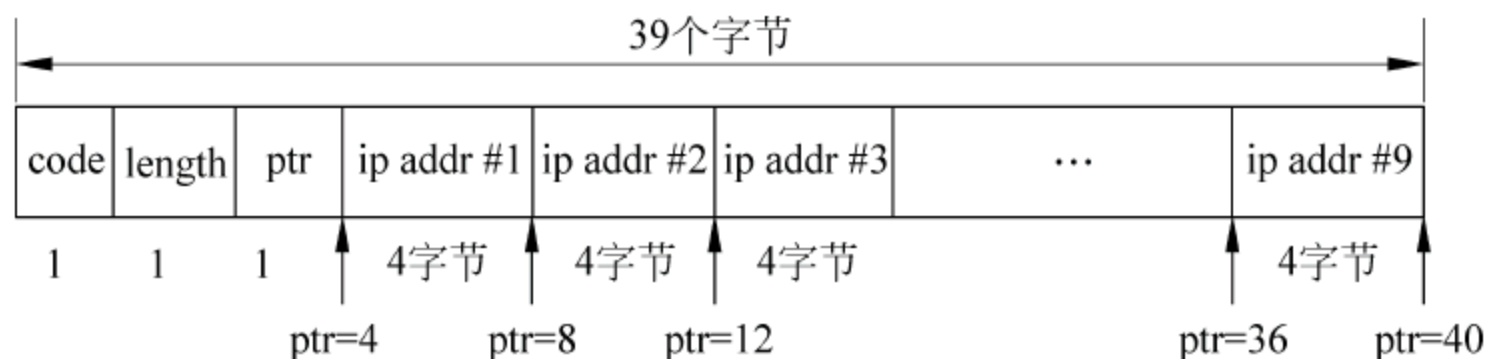 39个字节
code length ptr ip addr #1 ip addr #2 ip addr #3 … ip addr #9
1 1 1 4字节 4字节 4字节 4字节
ptr=4 ptr=8 ptr=12 ptr=36 ptr=40